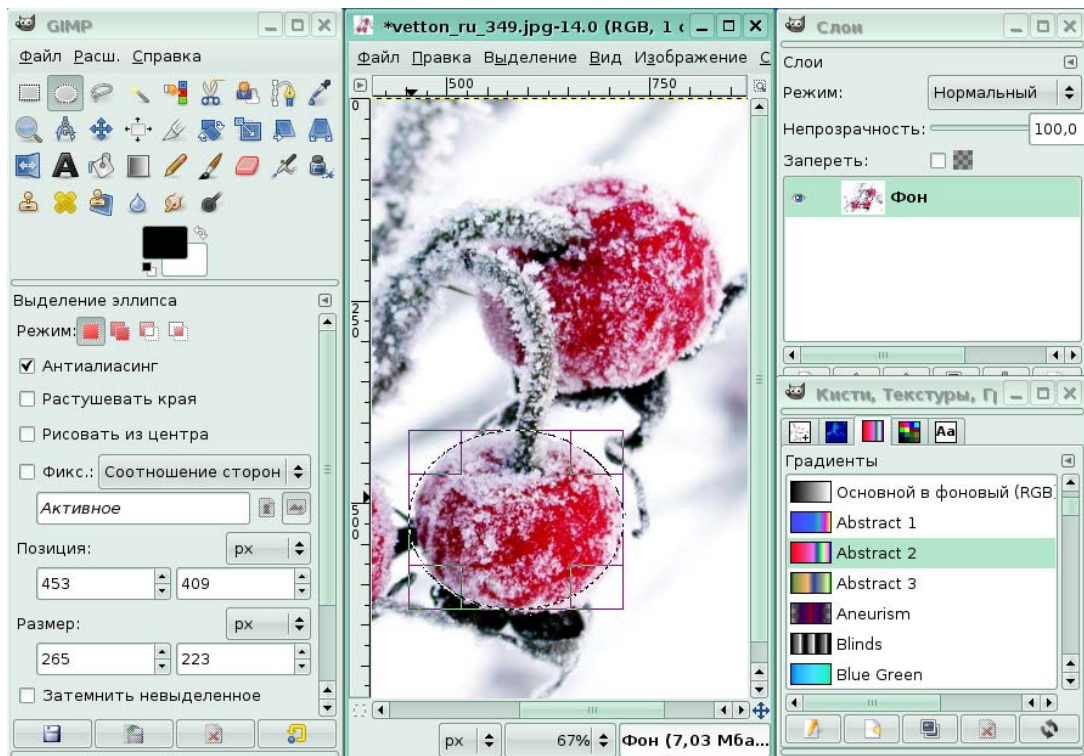 GIMP
Файл Расш. Справка
Выделение эллипса
Режим:
Антиалиасинг
Растушевать края
Рисовать из центра
Фикс.: Соотношение сторон
Активное
Позиция: px
453 409
Размер: px
265 223
Затемнить невыделенное
*vetton_ru_349.jpg-14.0 (RGB, 1 с
Файл Правка Выделение Вид Изображение С
500 750
0
250
500
px 67% Фон (7,03 Мба...
Слои
Слои
Режим: Нормальный
Непрозрачность: 100,0
Запереть:
Фон
Кисти, Текстуры, Гр
Aa
Градиенты
Основной в фоновый (RGB)
Abstract 1
Abstract 2
Abstract 3
Aneurism
Blinds
Blue Green